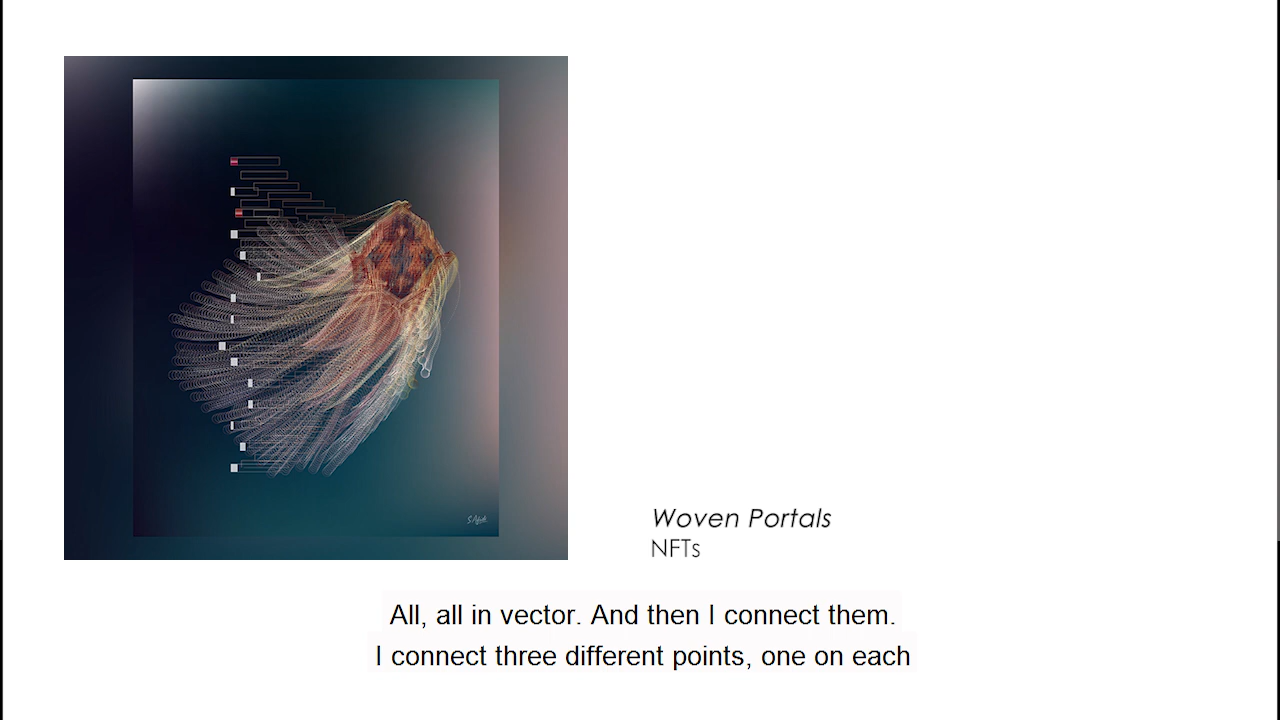 Woven Portals
NFTs
All, all in vector. And then I connect them.
I connect three different points, one on each